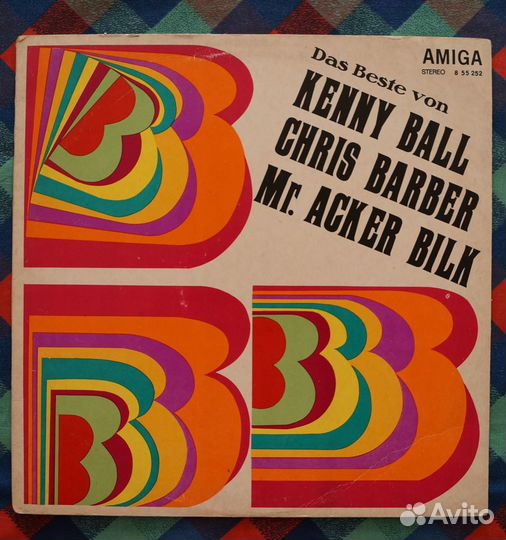 AMIGA
STEREO 8 55 252
Das Beste von
KENNY BALL
CHRIS BARBER
Mr. ACKER BILK
Avito